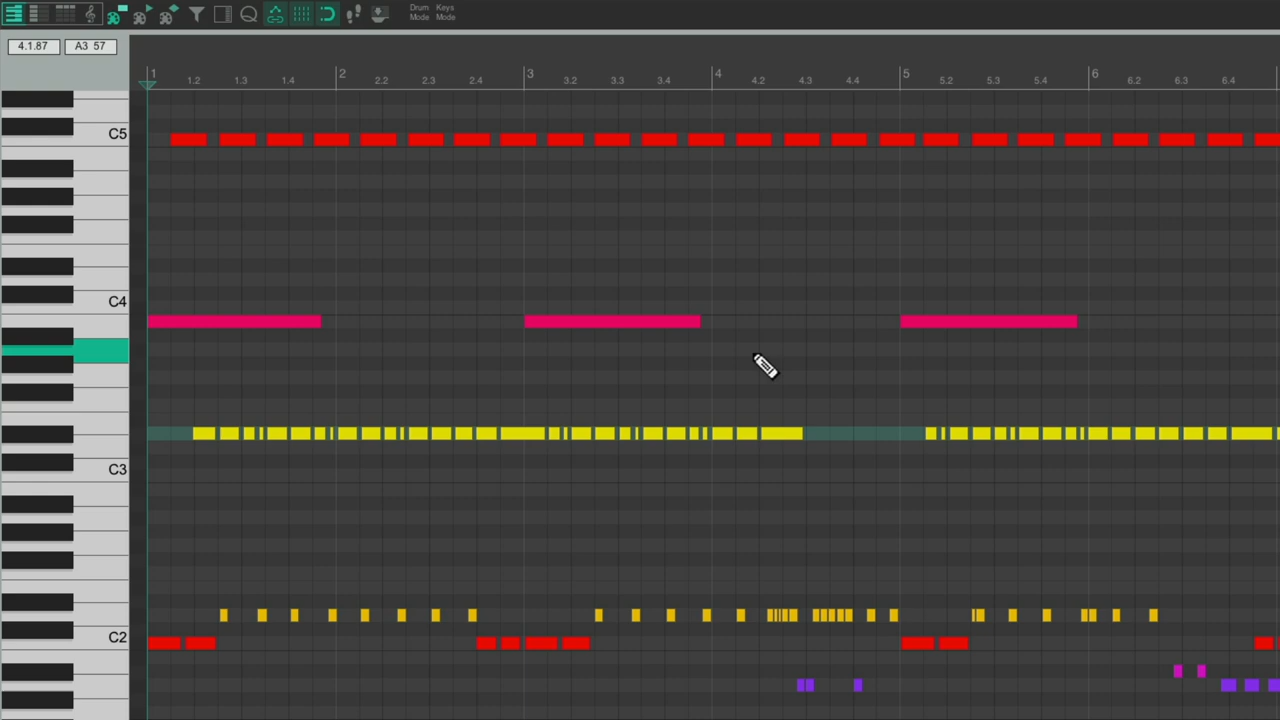 Drum Keys
Mode Mode
4.1.87 A3 57
1 2 3 4 5 6
1.2 1.3 1.4 2.2 2.3 2.4 3.2 3.3 3.4 4.2 4.3 4.4 5.2 5.3 5.4 6.2 6.3 6.4
C5
C4
C3
C2